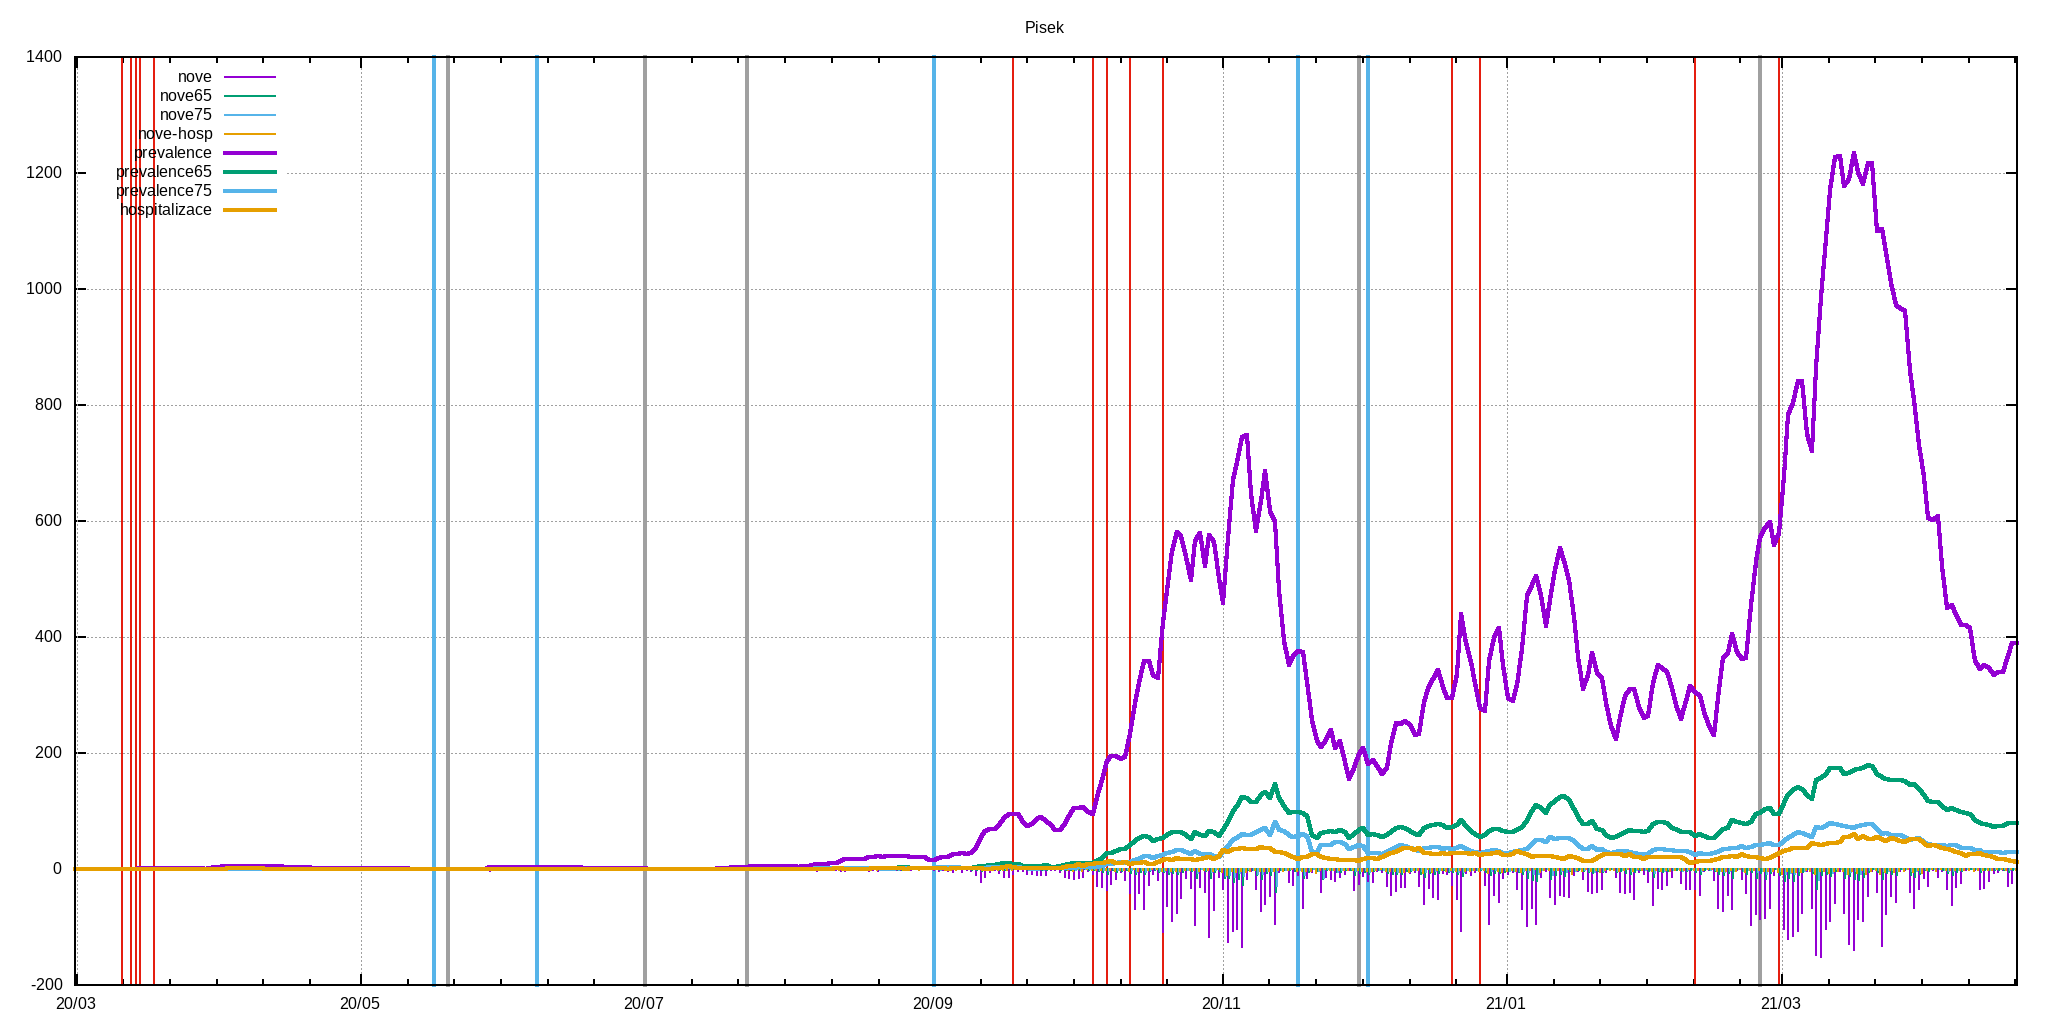 Pisek
1400
1200
1000
800
600
400
200
0
-200
nove
nove65
nove75
nove-hosp
prevalence
prevalence65
prevalence75
hospitalizace
20/03 20/05 20/07 20/09 20/11 21/01 21/03